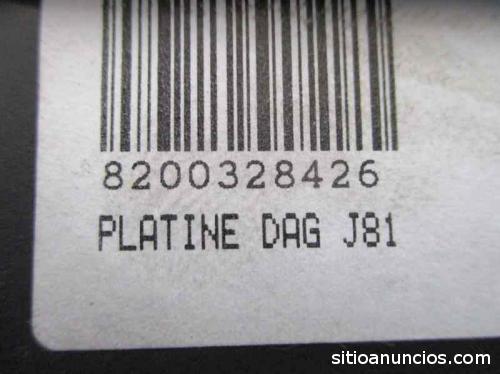 8200328426
PLATINE DAG J81
sitioanuncios.com